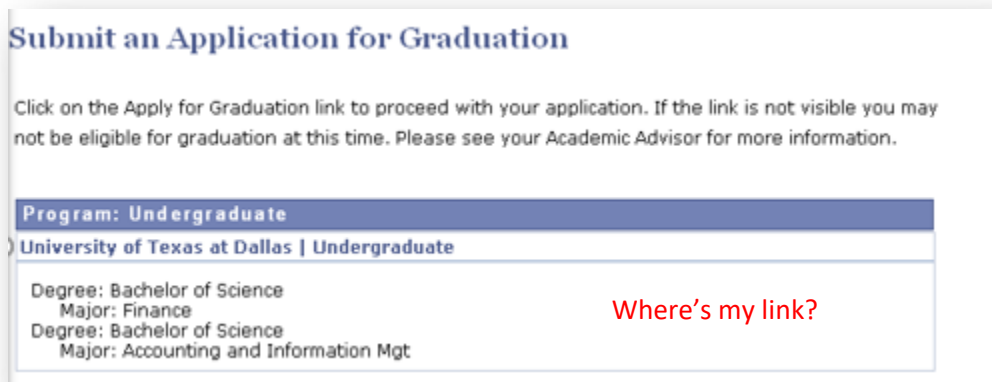 Submit an Application for Graduation
Click on the Apply for Graduation link to proceed with your application. If the link is not visible you may
not be eligible for graduation at this time. Please see your Academic Advisor for more information.
Program: Undergraduate
University of Texas at Dallas | Undergraduate
Degree: Bachelor of Science
Major: Finance
Degree: Bachelor of Science
Major: Accounting and Information Mgt
Where's my link?